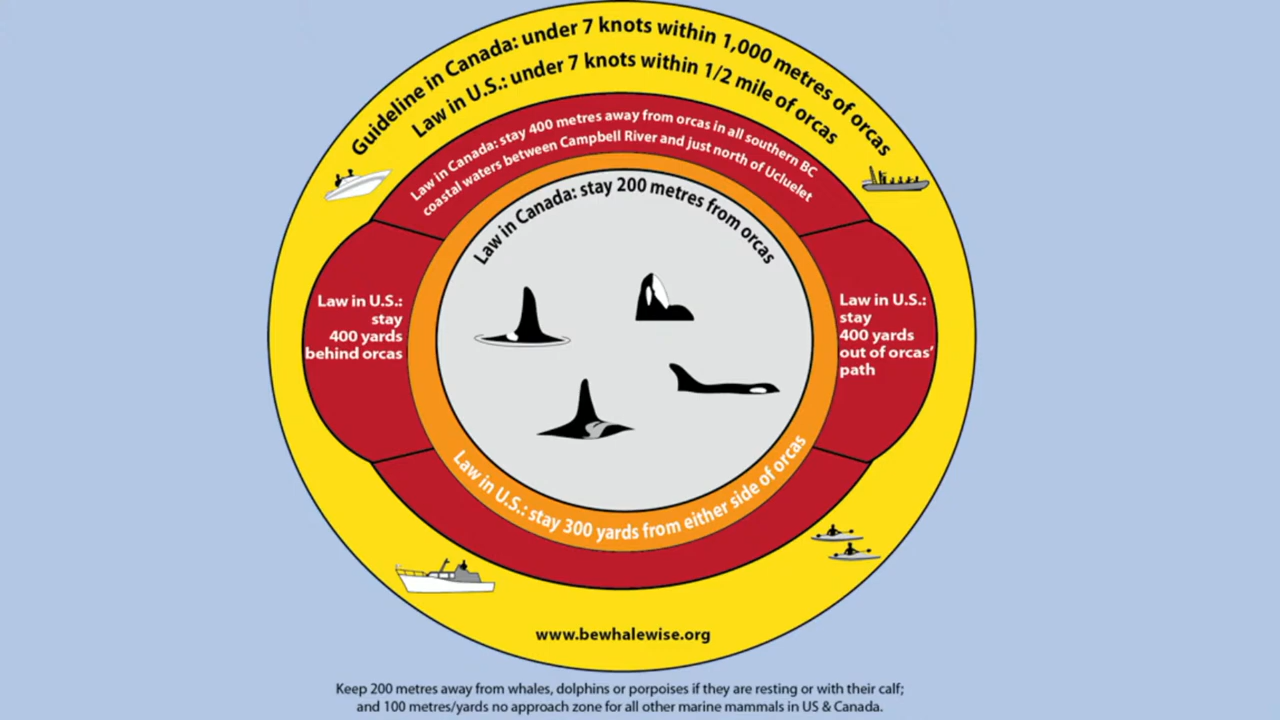 Guideline in Canada: under 7 knots within 1,000 metres of orcas
Law in U.S.: under 7 knots within 1/2 mile of orcas
Law in Canada: stay 400 metres away from orcas in all southern BC
coastal waters between Campbell River and just north of Ucluelet
Law in Canada: stay 200 metres from orcas
Law in U.S.:
stay
400 yards
behind orcas
Law in U.S.:
stay
400 yards
out of orcas'
path
Law in U.S.: stay 300 yards from either side of orcas
www.bewhalewise.org
Keep 200 metres away from whales, dolphins or porpoises if they are resting or with their calf;
and 100 metres/yards no approach zone for all other marine mammals in US & Canada.